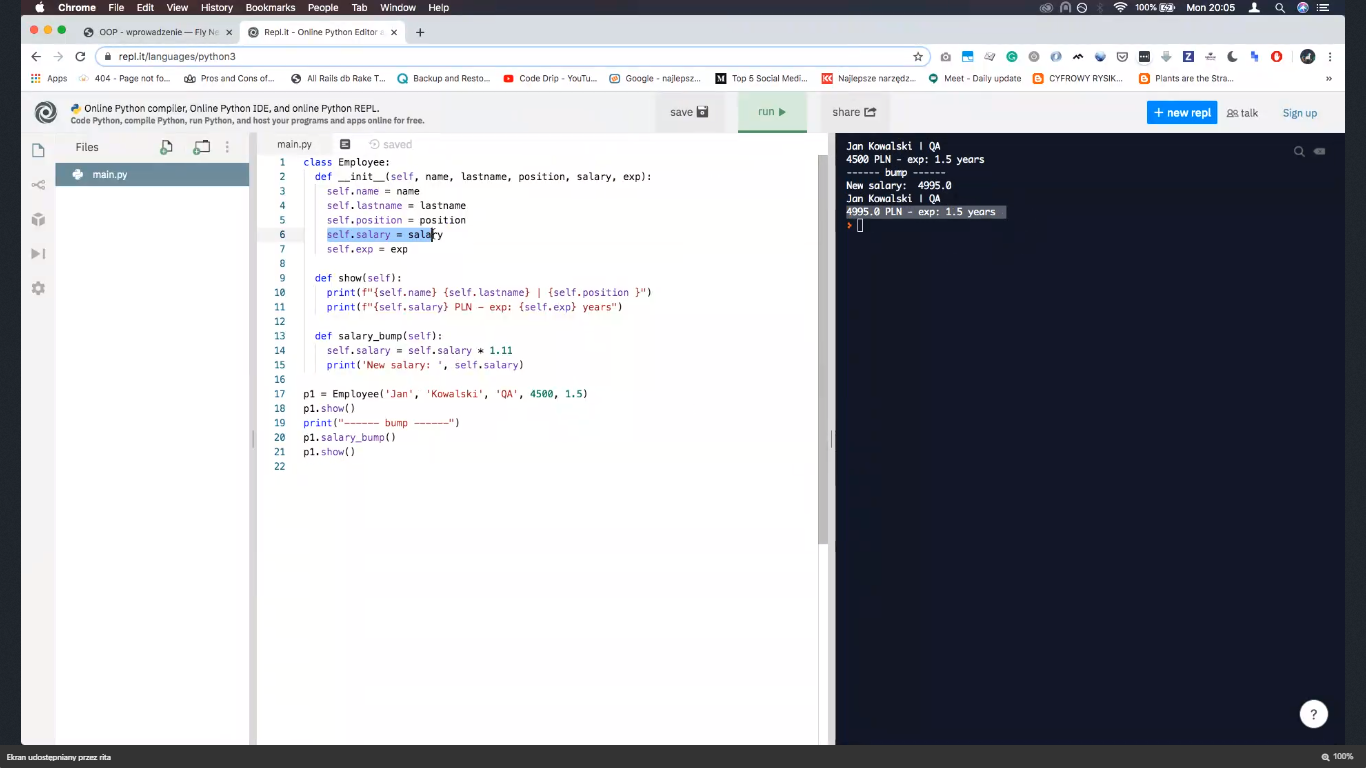 Chrome File Edit View History Bookmarks People Tab Window Help 100% Mon 20:05
OOP - wprowadzenie — Fly Ne × Repl.it - Online Python Editor a × +
repl.it/languages/python3
Apps 404 - Page not fo... Pros and Cons of... All Rails db Rake T... Backup and Resto... Code Drip - YouTu... Google - najlepsz... Top 5 Social Medi... Najlepsze narzędz... Meet - Daily update CYFROWY RYSIK... Plants are the Stra... »
Online Python compiler, Online Python IDE, and online Python REPL.
Code Python, compile Python, run Python, and host your programs and apps online for free.
save run share + new repl talk Sign up
Files
main.py
main.py saved
1 class Employee:
2 def __init__(self, name, lastname, position, salary, exp):
3 self.name = name
4 self.lastname = lastname
5 self.position = position
6 self.salary = salary
7 self.exp = exp
8
9 def show(self):
10 print(f"{self.name} {self.lastname} | {self.position }")
11 print(f"{self.salary} PLN - exp: {self.exp} years")
12
13 def salary_bump(self):
14 self.salary = self.salary * 1.11
15 print('New salary: ', self.salary)
16
17 p1 = Employee('Jan', 'Kowalski', 'QA', 4500, 1.5)
18 p1.show()
19 print("------ bump ------")
20 p1.salary_bump()
21 p1.show()
22
Jan Kowalski | QA
4500 PLN - exp: 1.5 years
------ bump ------
New salary:  4995.0
Jan Kowalski | QA
4995.0 PLN - exp: 1.5 years
?
Ekran udostępniany przez rita 100%